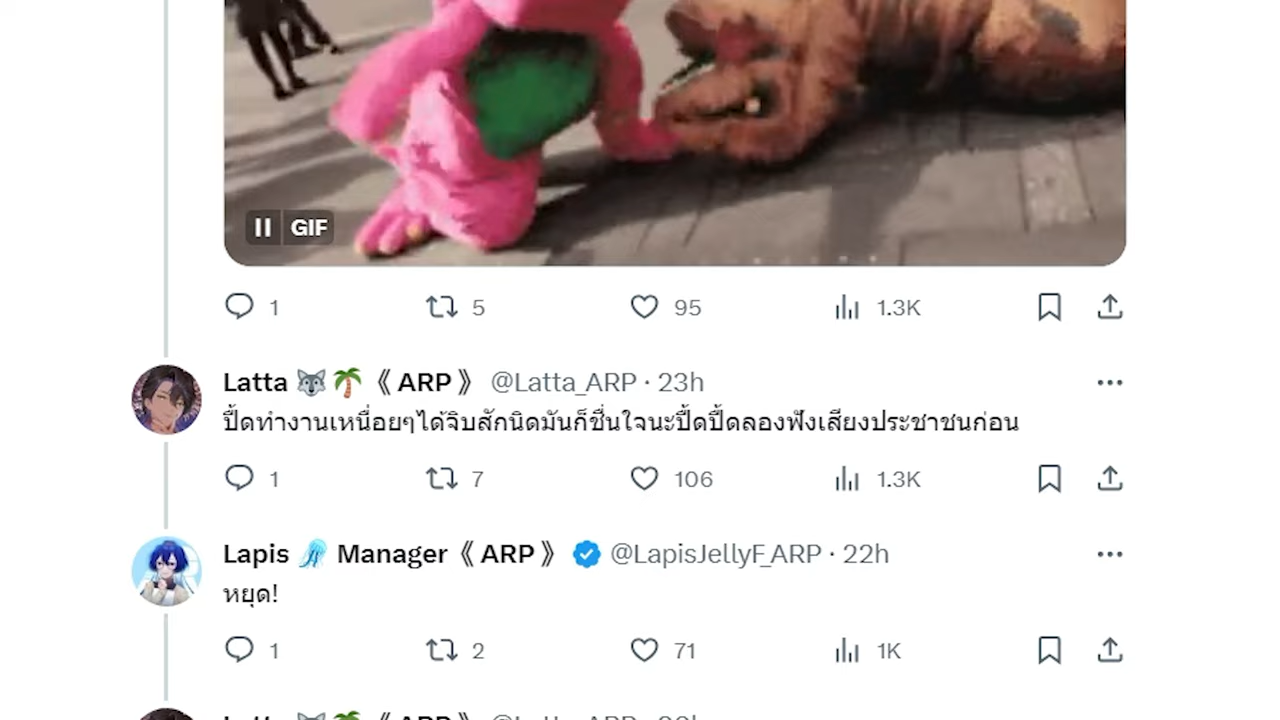 GIF
1 5 95 1.3K
Latta 🐺🌴《 ARP 》 @Latta_ARP · 23h
ปี้ดทำงานเหนื่อยๆได้จิบสักนิดมันก็ชื่นใจนะปี้ดปี้ดลองฟังเสียงประชาชนก่อน
1 7 106 1.3K
Lapis 🪼 Manager《 ARP 》 @LapisJellyF_ARP · 22h
หยุด!
1 2 71 1K